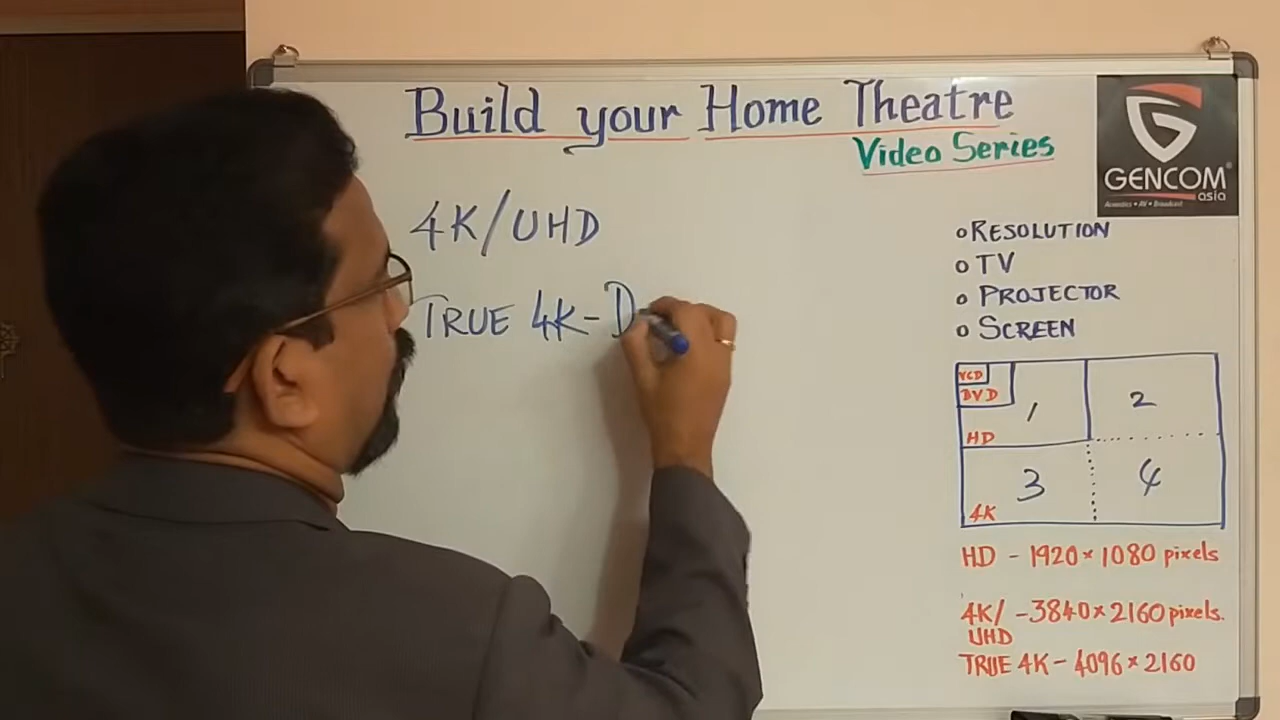 Build your Home Theatre
Video Series
GENCOM
asia
Acoustics • AV • Broadcast
4K/UHD
TRUE 4K-D
o RESOLUTION
o TV
o PROJECTOR
o SCREEN
VCD
DVD
1
2
HD
3
4
4K
HD - 1920×1080 pixels
4K/ -3840×2160 pixels.
UHD
TRUE 4K - 4096×2160